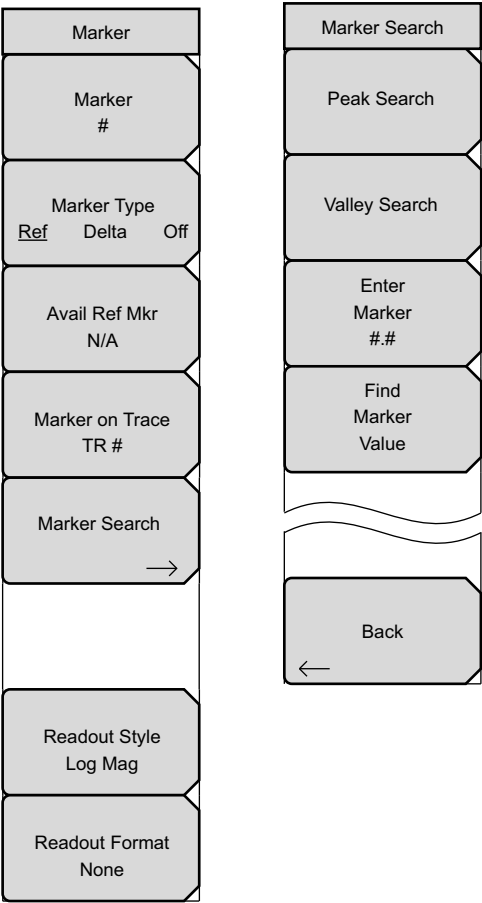 Marker
Marker
#
Marker Type
Ref Delta Off
Avail Ref Mkr
N/A
Marker on Trace
TR #
Marker Search
Readout Style
Log Mag
Readout Format
None
Marker Search
Peak Search
Valley Search
Enter
Marker
#.#
Find
Marker
Value
Back